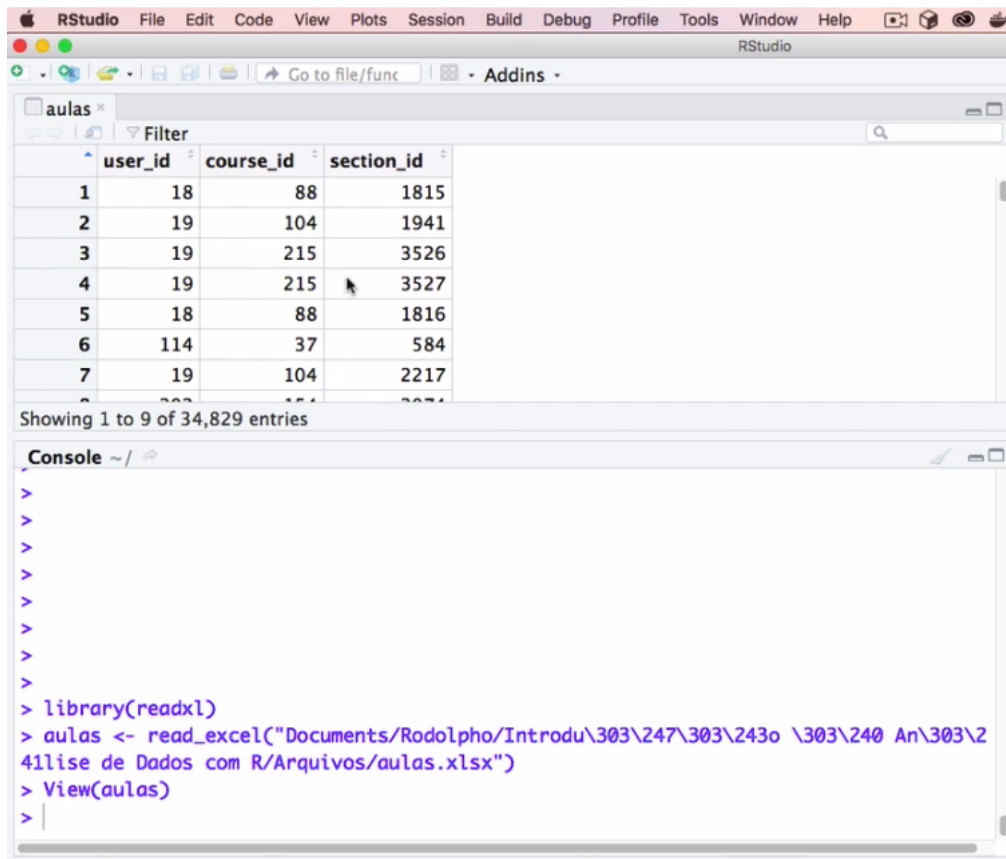 RStudio File Edit Code View Plots Session Build Debug Profile Tools Window Help
RStudio
Go to file/func Addins
aulas
Filter
user_id course_id section_id
1 18 88 1815
2 19 104 1941
3 19 215 3526
4 19 215 3527
5 18 88 1816
6 114 37 584
7 19 104 2217
Showing 1 to 9 of 34,829 entries
Console ~/
>
>
>
>
>
>
>
>
> library(readxl)
> aulas <- read_excel("Documents/Rodolpho/Introdu\303\247\303\243o \303\240 An\303\2
41lise de Dados com R/Arquivos/aulas.xlsx")
> View(aulas)
>